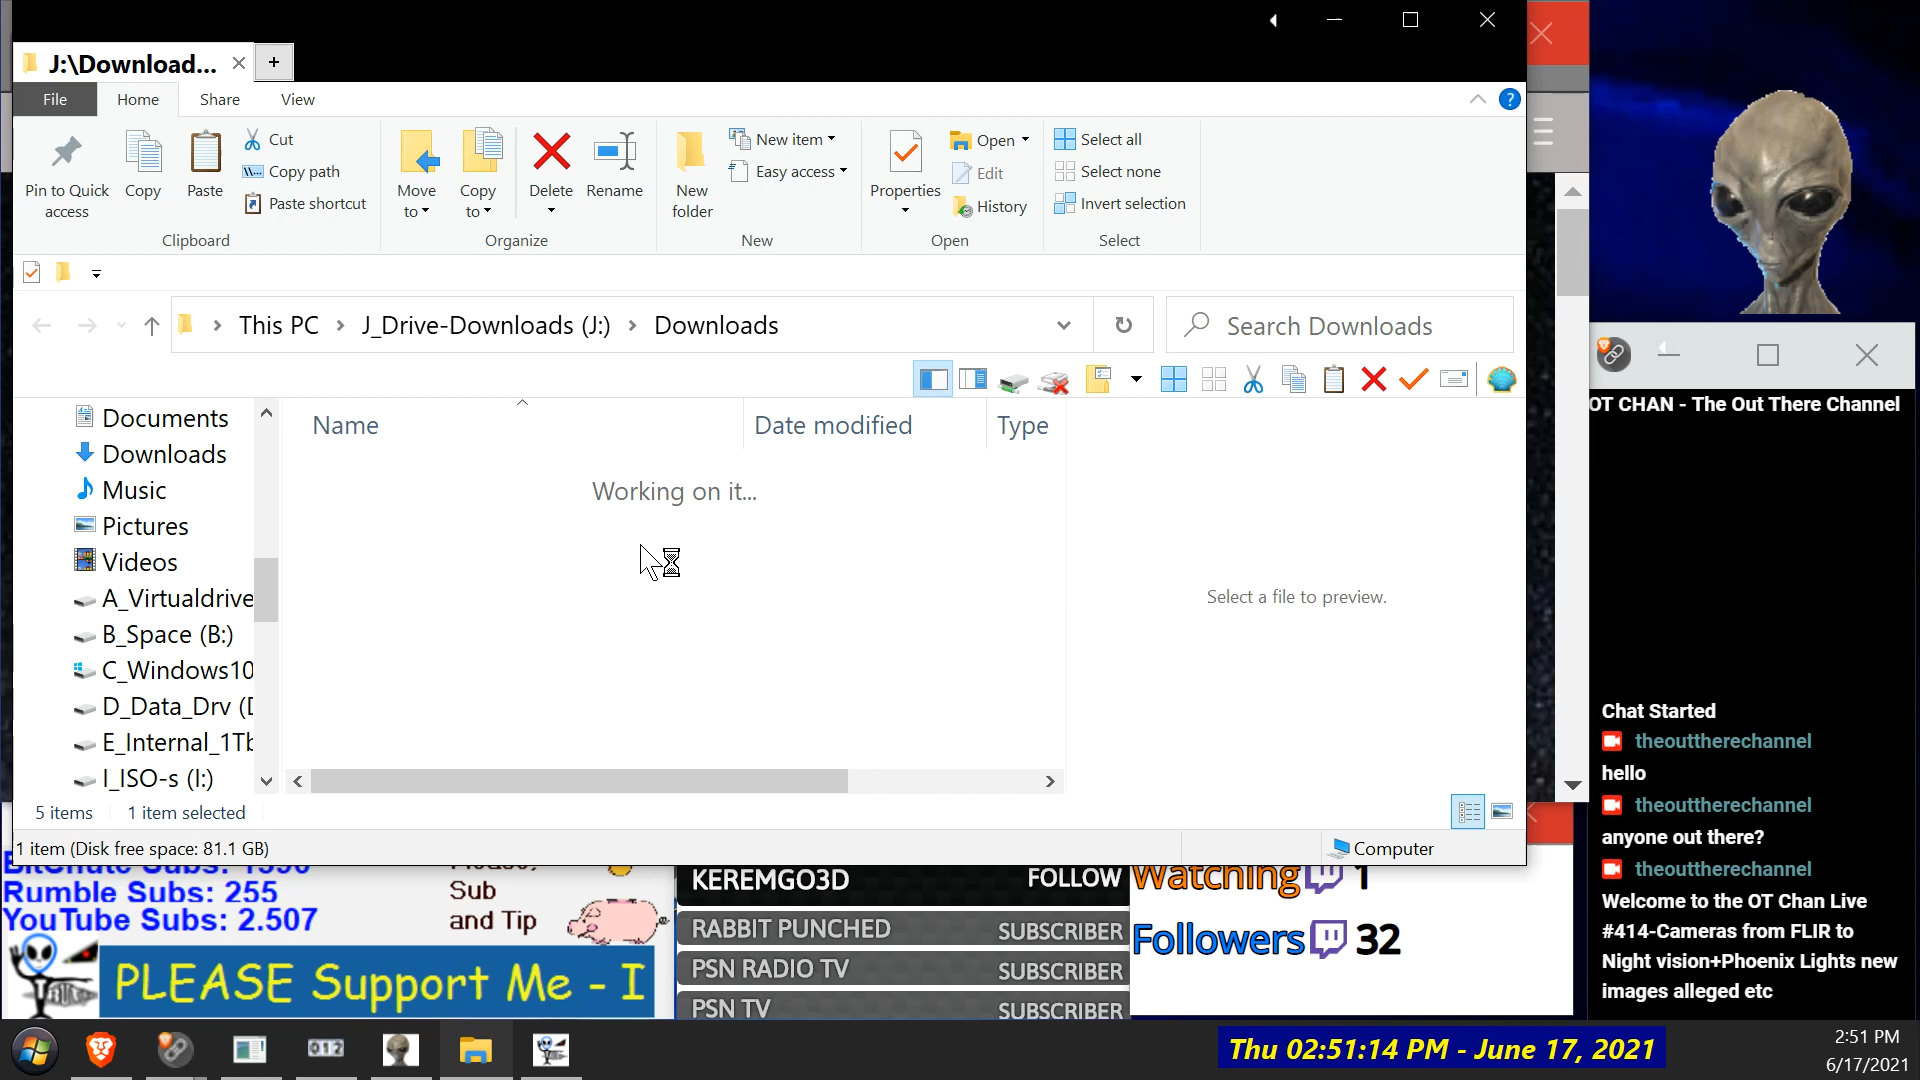 J:\Download...
File
Home
Share
View
Pin to Quick access
Copy
Paste
Cut
Copy path
Paste shortcut
Clipboard
Move to
Copy to
Delete
Rename
Organize
New folder
New item
Easy access
New
Properties
Open
Edit
History
Open
Select all
Select none
Invert selection
Select
This PC
J_Drive-Downloads (J:)
Downloads
Search Downloads
Name
Date modified
Type
Documents
Downloads
Music
Pictures
Videos
A_Virtualdrive
B_Space (B:)
C_Windows10
D_Data_Drv (
E_Internal_1Tb
I_ISO-s (I:)
Working on it...
Select a file to preview.
5 items
1 item selected
1 item (Disk free space: 81.1 GB)
Computer
OT CHAN - The Out There Channel
Chat Started
theouttherechannel
hello
theouttherechannel
anyone out there?
theouttherechannel
Welcome to the OT Chan Live
#414-Cameras from FLIR to
Night vision+Phoenix Lights new
images alleged etc
Rumble Subs: 255
YouTube Subs: 2.507
Sub
and Tip
PLEASE Support Me - I
KEREMGO3D FOLLOW
RABBIT PUNCHED SUBSCRIBER
PSN RADIO TV SUBSCRIBER
PSN TV SUBSCRIBER
Watching 1
Followers 32
012
Thu 02:51:14 PM - June 17, 2021
2:51 PM
6/17/2021